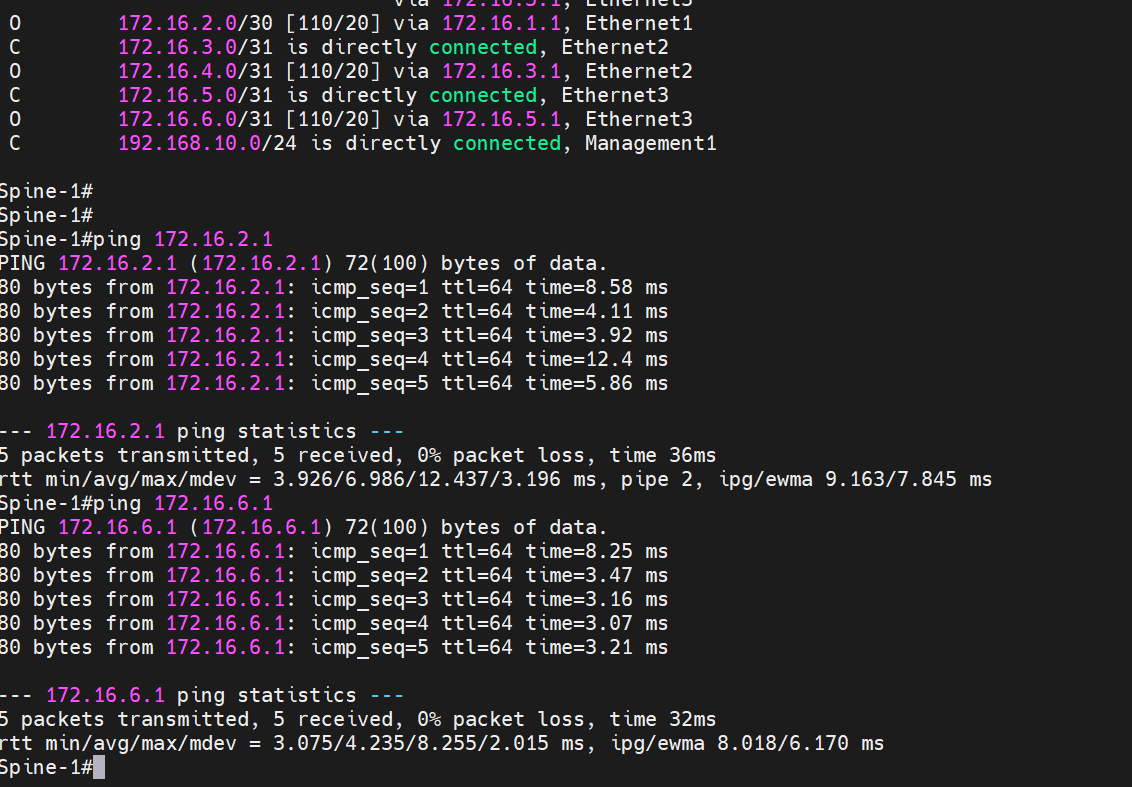 via 172.16.5.1, Ethernet3
O        172.16.2.0/30 [110/20] via 172.16.1.1, Ethernet1
C        172.16.3.0/31 is directly connected, Ethernet2
O        172.16.4.0/31 [110/20] via 172.16.3.1, Ethernet2
C        172.16.5.0/31 is directly connected, Ethernet3
O        172.16.6.0/31 [110/20] via 172.16.5.1, Ethernet3
C        192.168.10.0/24 is directly connected, Management1
Spine-1#
Spine-1#
Spine-1#ping 172.16.2.1
PING 172.16.2.1 (172.16.2.1) 72(100) bytes of data.
80 bytes from 172.16.2.1: icmp_seq=1 ttl=64 time=8.58 ms
80 bytes from 172.16.2.1: icmp_seq=2 ttl=64 time=4.11 ms
80 bytes from 172.16.2.1: icmp_seq=3 ttl=64 time=3.92 ms
80 bytes from 172.16.2.1: icmp_seq=4 ttl=64 time=12.4 ms
80 bytes from 172.16.2.1: icmp_seq=5 ttl=64 time=5.86 ms
--- 172.16.2.1 ping statistics ---
5 packets transmitted, 5 received, 0% packet loss, time 36ms
rtt min/avg/max/mdev = 3.926/6.986/12.437/3.196 ms, pipe 2, ipg/ewma 9.163/7.845 ms
Spine-1#ping 172.16.6.1
PING 172.16.6.1 (172.16.6.1) 72(100) bytes of data.
80 bytes from 172.16.6.1: icmp_seq=1 ttl=64 time=8.25 ms
80 bytes from 172.16.6.1: icmp_seq=2 ttl=64 time=3.47 ms
80 bytes from 172.16.6.1: icmp_seq=3 ttl=64 time=3.16 ms
80 bytes from 172.16.6.1: icmp_seq=4 ttl=64 time=3.07 ms
80 bytes from 172.16.6.1: icmp_seq=5 ttl=64 time=3.21 ms
--- 172.16.6.1 ping statistics ---
5 packets transmitted, 5 received, 0% packet loss, time 32ms
rtt min/avg/max/mdev = 3.075/4.235/8.255/2.015 ms, ipg/ewma 8.018/6.170 ms
Spine-1#